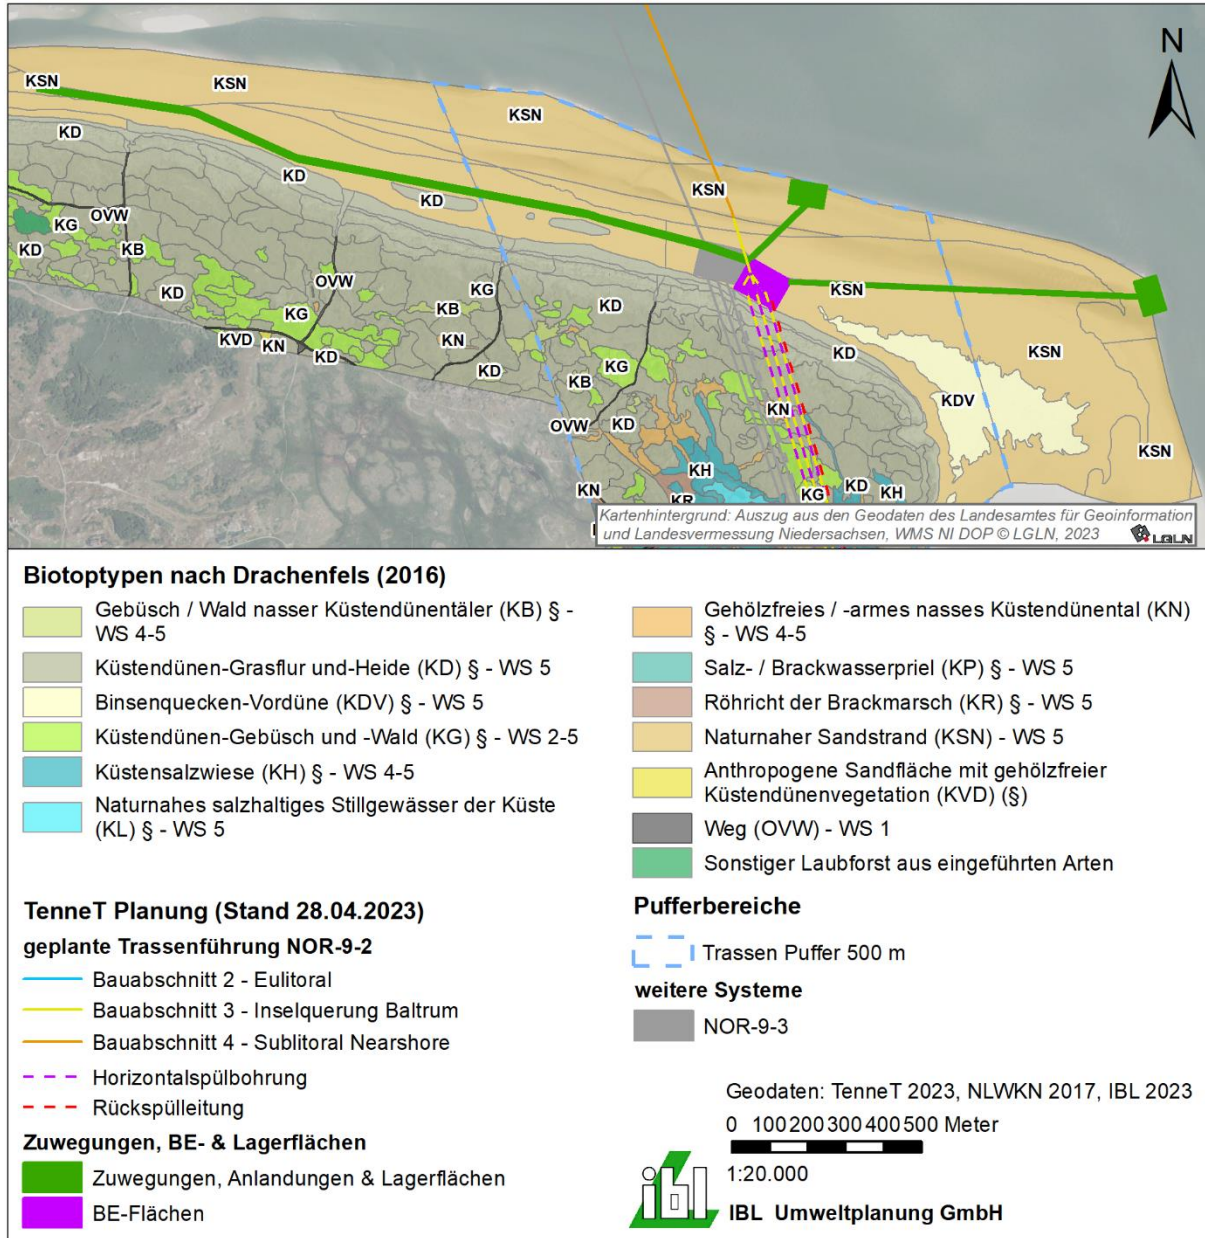 N
KSN
KSN
KSN
KD
KD
KSN
KD
OVW
KG
KD
KB
KD
OVW
KG
KD
KSN
KG
KB
KD
KVD
KN
KN
KD
KD
KG
KDV
KSN
KB
KN
OVW
KD
KSN
KH
KN
KR
KG
KD
KH
Kartenhintergrund: Auszug aus den Geodaten des Landesamtes für Geoinformation
und Landesvermessung Niedersachsen, WMS NI DOP © LGLN, 2023
LGLN
Biotoptypen nach Drachenfels (2016)
Gebüsch / Wald nasser Küstendünentäler (KB) § -
WS 4-5
Küstendünen-Grasflur und-Heide (KD) § - WS 5
Binsenquecken-Vordüne (KDV) § - WS 5
Küstendünen-Gebüsch und -Wald (KG) § - WS 2-5
Küstensalzwiese (KH) § - WS 4-5
Naturnahes salzhaltiges Stillgewässer der Küste
(KL) § - WS 5
Gehölzfreies / -armes nasses Küstendünental (KN)
§ - WS 4-5
Salz- / Brackwasserpriel (KP) § - WS 5
Röhricht der Brackmarsch (KR) § - WS 5
Naturnaher Sandstrand (KSN) - WS 5
Anthropogene Sandfläche mit gehölzfreier
Küstendünenvegetation (KVD) (§)
Weg (OVW) - WS 1
Sonstiger Laubforst aus eingeführten Arten
TenneT Planung (Stand 28.04.2023)
geplante Trassenführung NOR-9-2
Bauabschnitt 2 - Eulitoral
Bauabschnitt 3 - Inselquerung Baltrum
Bauabschnitt 4 - Sublitoral Nearshore
Horizontalspülbohrung
Rückspülleitung
Zuwegungen, BE- & Lagerflächen
Zuwegungen, Anlandungen & Lagerflächen
BE-Flächen
Pufferbereiche
Trassen Puffer 500 m
weitere Systeme
NOR-9-3
Geodaten: TenneT 2023, NLWKN 2017, IBL 2023
0 100 200 300 400 500 Meter
1:20.000
ibl
IBL Umweltplanung GmbH